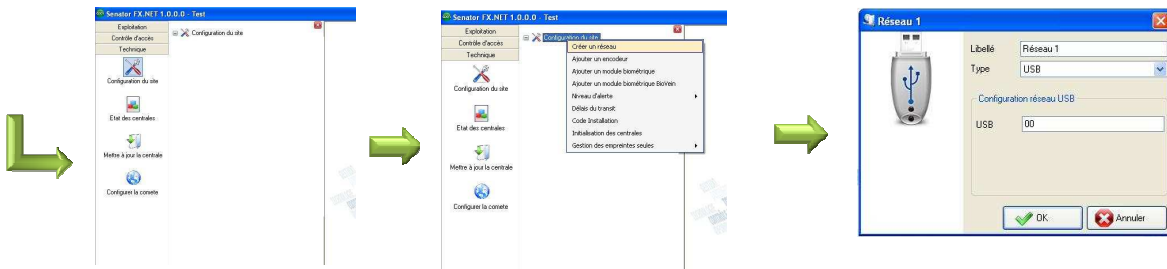 Senator FX.NET 1.0.0.0 - Test
Exploitation
Contrôle d'accès
Technique
Configuration du site
Configuration du site
Etat des centrales
Mettre à jour la centrale
Configurer la comete
Senator FX.NET 1.0.0.0 - Test
Exploitation
Contrôle d'accès
Technique
Configuration du site
Créer un réseau
Ajouter un encodeur
Ajouter un module biométrique
Ajouter un module biométrique BioVein
Niveau d'alerte
Délais du transit
Code Installation
Initialisation des centrales
Gestion des empreintes seules
Configuration du site
Etat des centrales
Mettre à jour la centrale
Configurer la comete
Réseau 1
Libellé Réseau 1
Type USB
Configuration réseau USB
USB 00
OK Annuler